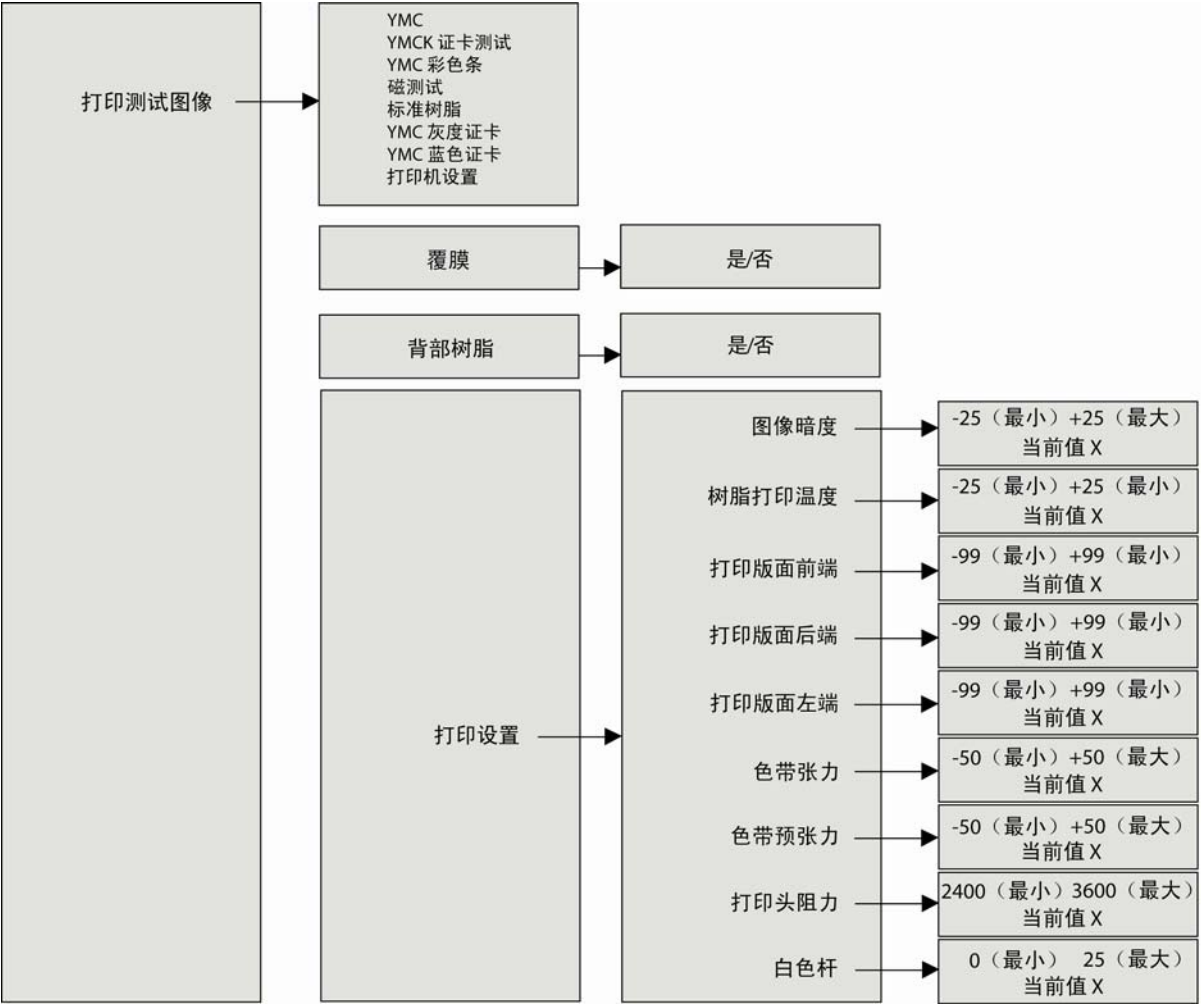 YMC
YMCK 证卡测试
YMC 彩色条
磁测试
标准树脂
YMC 灰度证卡
YMC 蓝色证卡
打印机设置
打印测试图像
覆膜
是/否
背部树脂
是/否
打印设置
图像暗度
-25（最小）+25（最大）
当前值 X
树脂打印温度
-25（最小）+25（最小）
当前值 X
打印版面前端
-99（最小）+99（最小）
当前值 X
打印版面后端
-99（最小）+99（最小）
当前值 X
打印版面左端
-99（最小）+99（最小）
当前值 X
色带张力
-50（最小）+50（最大）
当前值 X
色带预张力
-50（最小）+50（最大）
当前值 X
打印头阻力
2400（最小）3600（最大）
当前值 X
白色杆
0（最小） 25（最大）
当前值 X